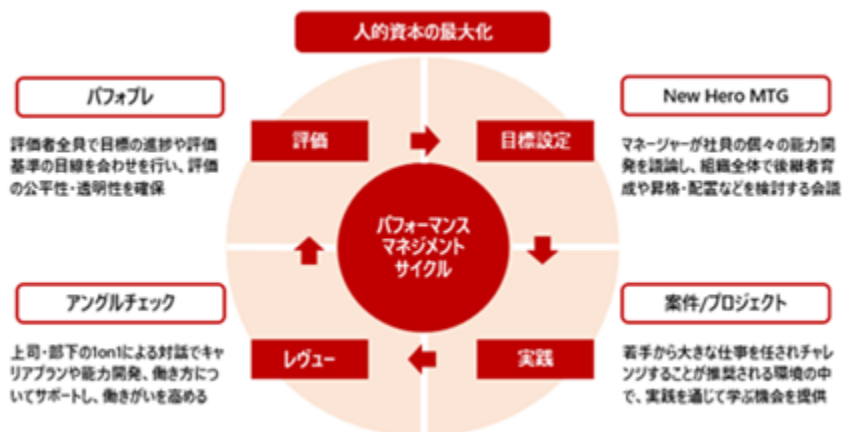 人的資本の最大化
パフォプレ
評価者全員で目標の進捗や評価
基準の目線を合わせを行い、評価
の公平性・透明性を確保
評価
目標設定
New Hero MTG
マネージャーが社員の個々の能力開
発を議論し、組織全体で後継者育
成や昇格・配置などを検討する会議
パフォーマンス
マネジメント
サイクル
アングルチェック
上司・部下の1on1による対話でキャ
リアプランや能力開発、働き方につ
いてサポートし、働きがいを高める
レヴュー
実践
案件/プロジェクト
若手から大きな仕事を任されチャレ
ンジすることが推奨される環境の中
で、実践を通じて学ぶ機会を提供